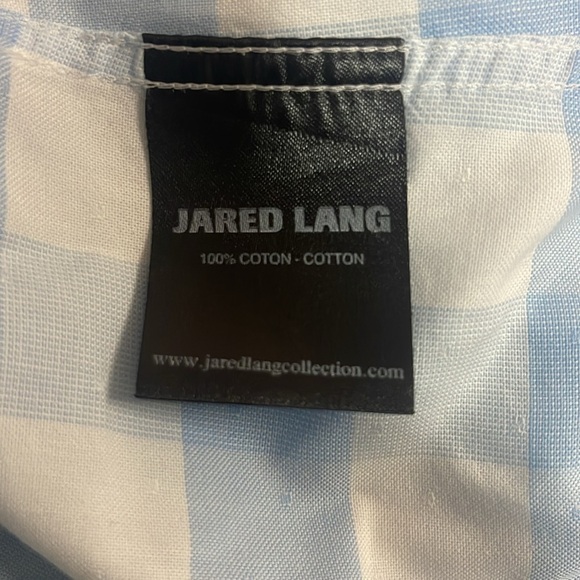 JARED LANG
100% COTON - COTTON
www.jaredlangcollection.com